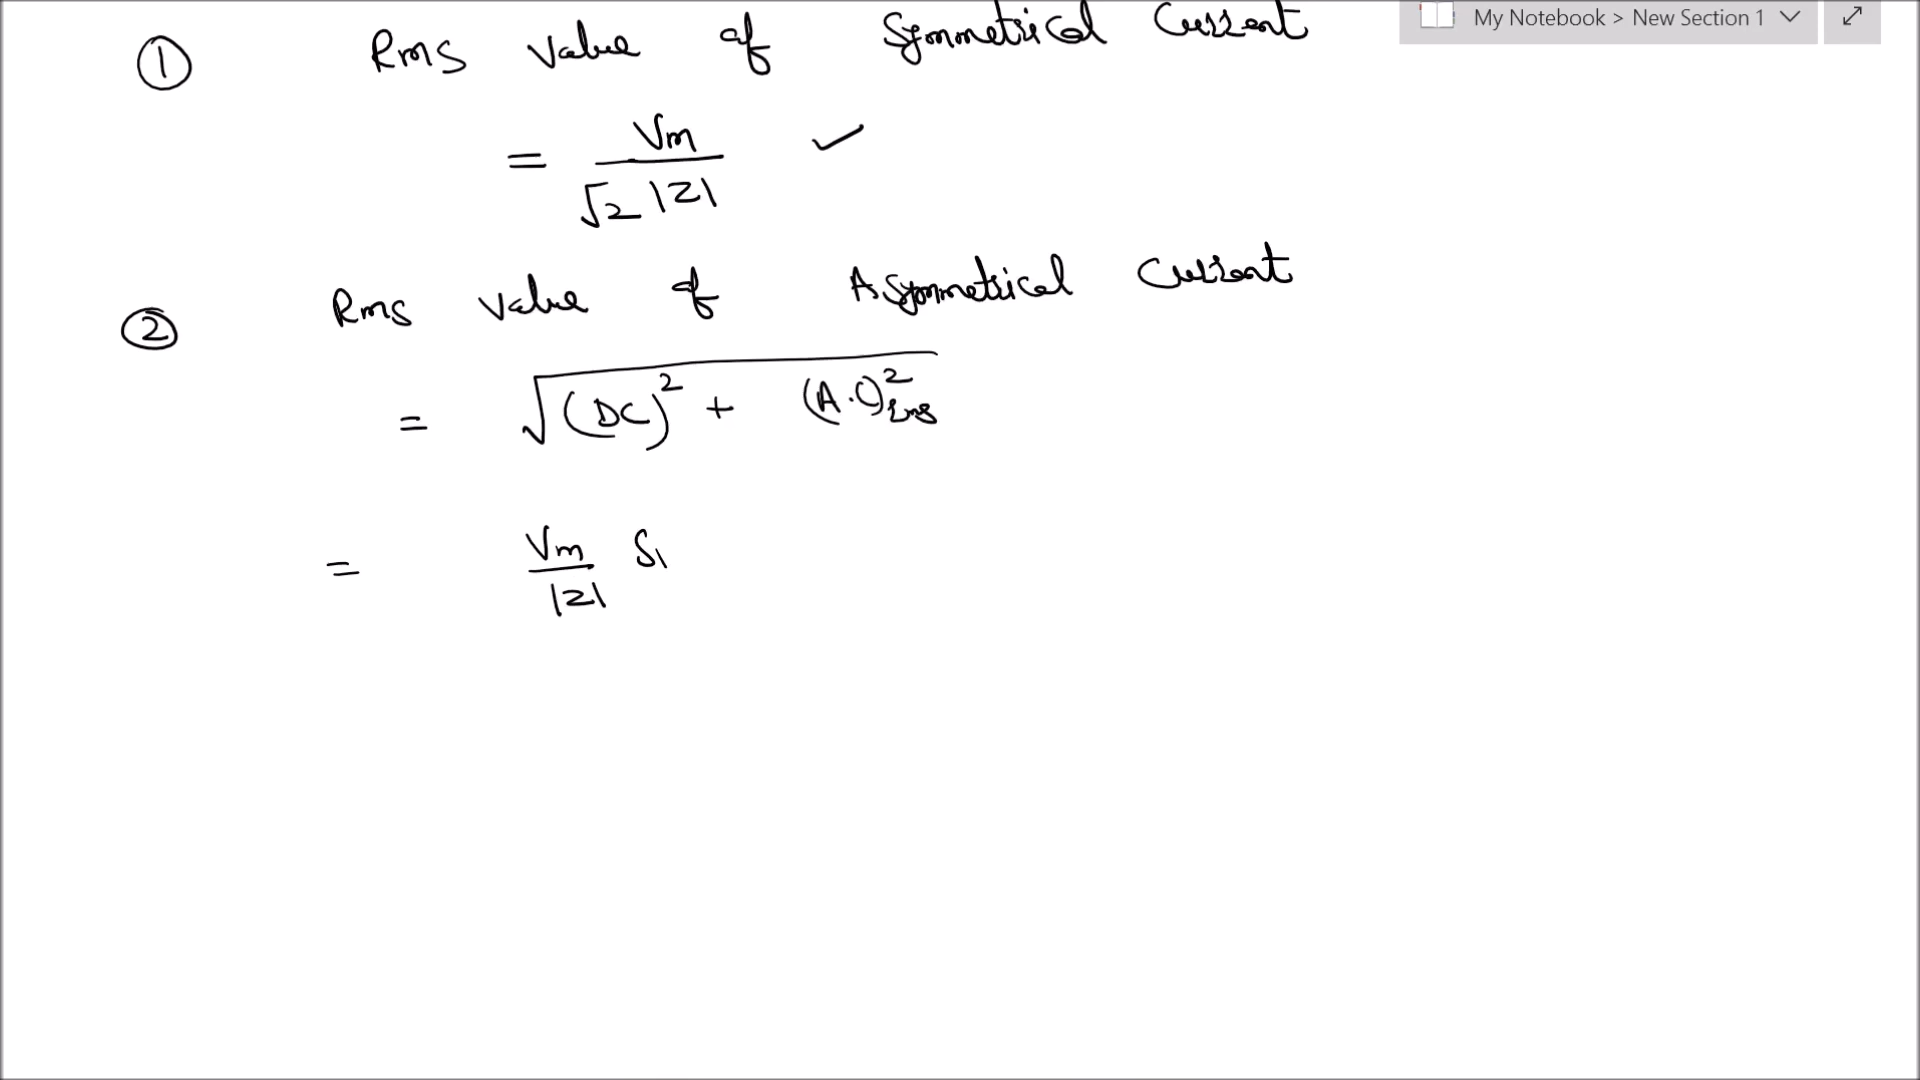 My Notebook > New Section 1
① Rms value of Symmetrical Current
= Vm / √2 |Z| ✓
② Rms value of Asymmetrical Current
= √(DC)² + (A.C)²rms
= Vm / |Z| Si